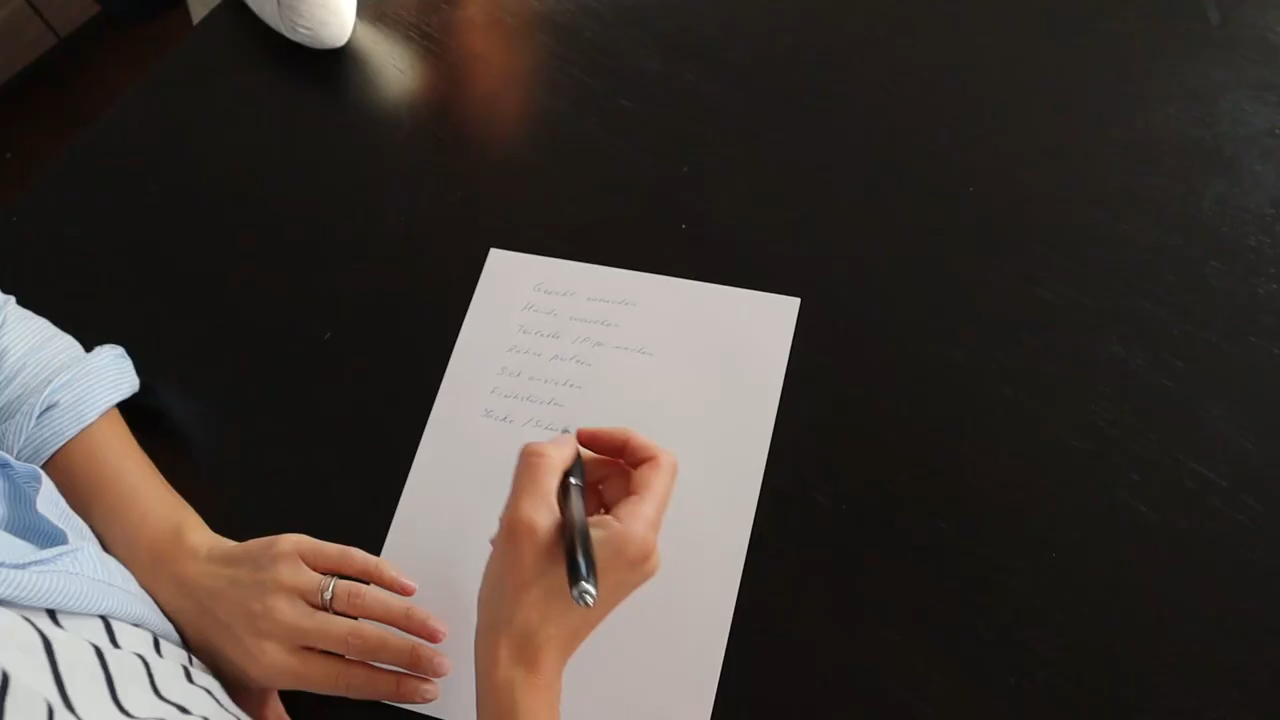 Gesicht waschen
Hände waschen
Toilette / Pipi machen
Zähne putzen
Sich anziehen
Frühstücken
Jacke /